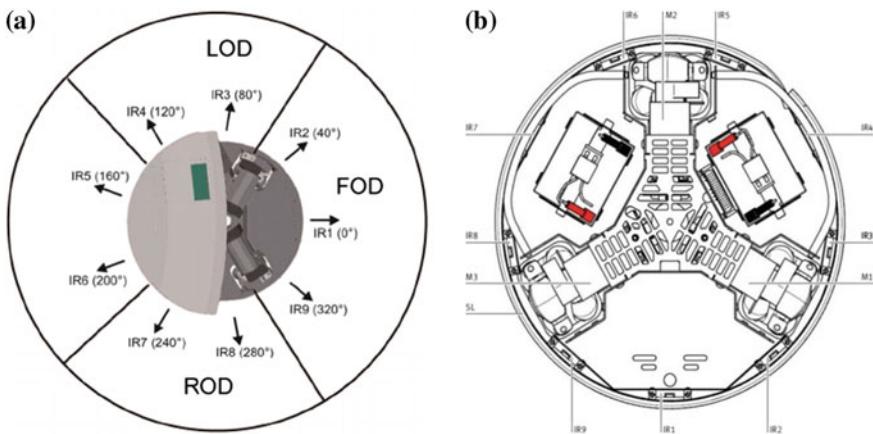 (a)
LOD
IR3 (80°)
IR4 (120°)
IR2 (40°)
IR5 (160°)
FOD
IR1 (0°)
IR6 (200°)
IR9 (320°)
IR7 (240°)
IR8 (280°)
ROD
(b)
IR6
M2
IR5
IR7
IR4
IR8
IR3
M3
M1
SL
IR9
IR1
IR2